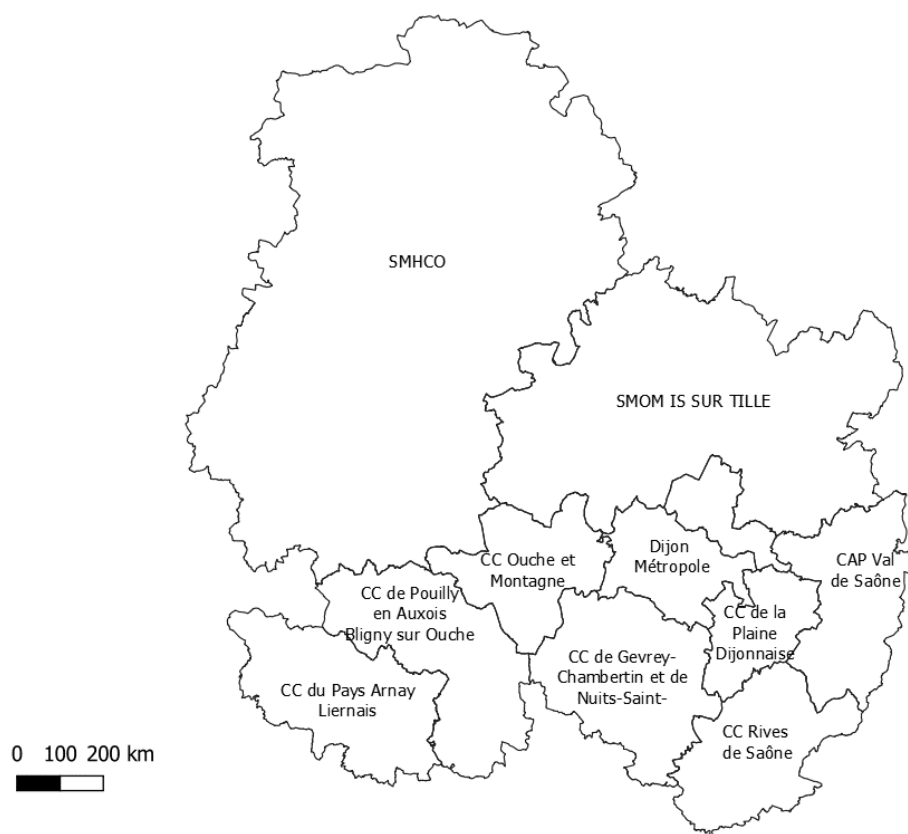 SMHCO
SMOM IS SUR TILLE
CC Ouche et
Montagne
Dijon
Métropole
CAP Val
de Saône
CC de Pouilly
en Auxois
Bligny sur Ouche
CC de la
Plaine
Dijonnaise
CC de Gevrey-
Chambertin et de
Nuits-Saint-
CC du Pays Arnay
Liernais
CC Rives
de Saône
0 100 200 km